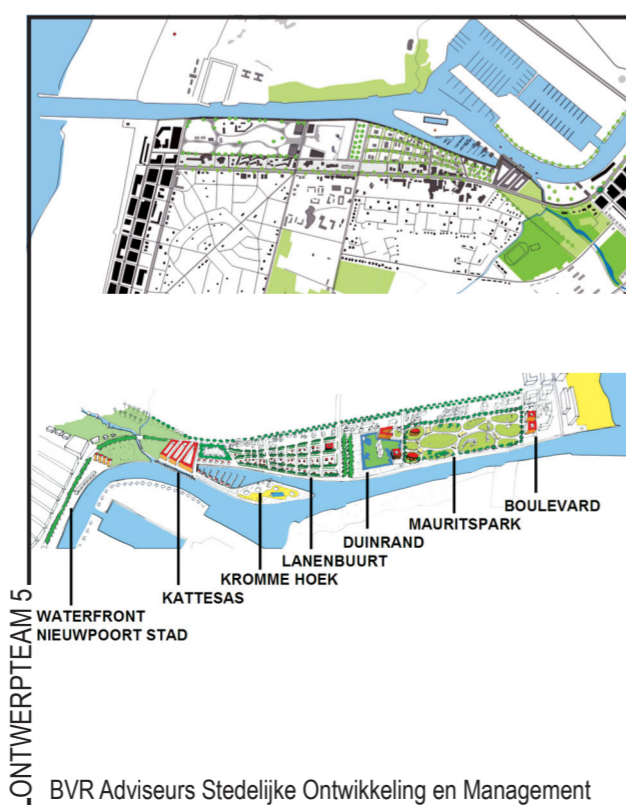 BOULEVARD
MAURITSPARK
DUINRAND
LANENBUURT
KROMME HOEK
KATTESAS
WATERFRONT
NIEUWPOORT STAD
ONTWERPTEAM 5
BVR Adviseurs Stedelijke Ontwikkeling en Management